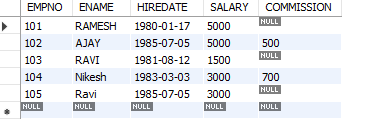 EMPNO ENAME HIREDATE SALARY COMMISSION
101 RAMESH 1980-01-17 5000 NULL
102 AJAY 1985-07-05 5000 500
103 RAVI 1981-08-12 1500 NULL
104 Nikesh 1983-03-03 3000 700
105 Ravi 1985-07-05 3000 NULL
NULL NULL NULL NULL NULL